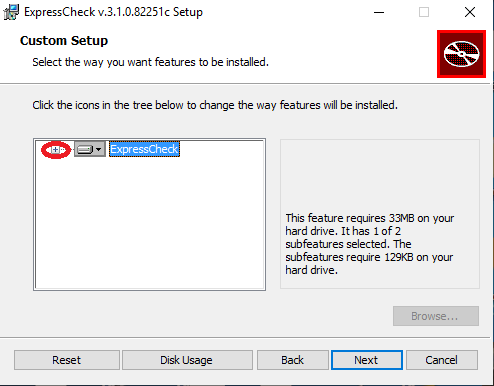 ExpressCheck v.3.1.0.82251c Setup
Custom Setup
Select the way you want features to be installed.
Click the icons in the tree below to change the way features will be installed.
ExpressCheck
This feature requires 33MB on your
hard drive. It has 1 of 2
subfeatures selected. The
subfeatures require 129KB on your
hard drive.
Browse...
Reset Disk Usage Back Next Cancel